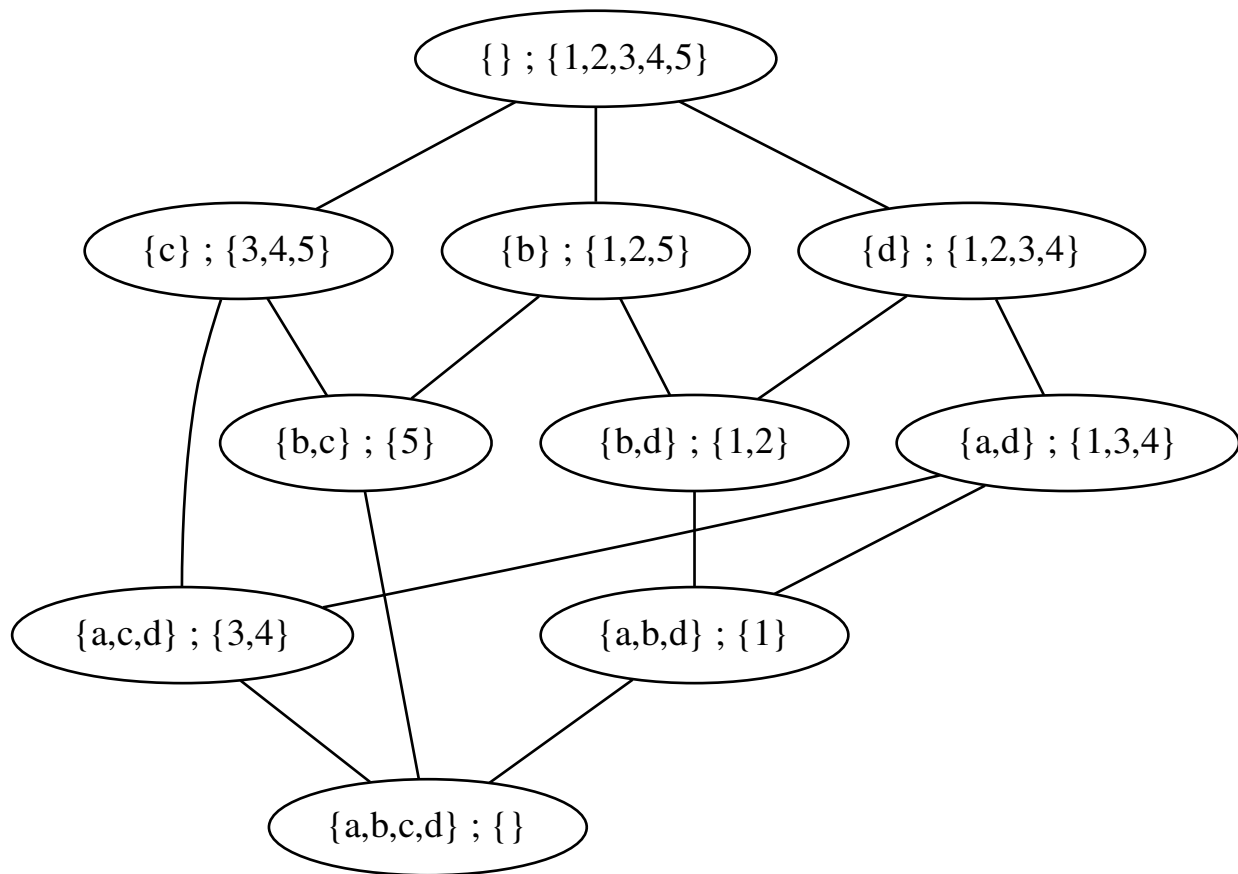 {} ; {1,2,3,4,5}
{c} ; {3,4,5}
{b} ; {1,2,5}
{d} ; {1,2,3,4}
{b,c} ; {5}
{b,d} ; {1,2}
{a,d} ; {1,3,4}
{a,c,d} ; {3,4}
{a,b,d} ; {1}
{a,b,c,d} ; {}